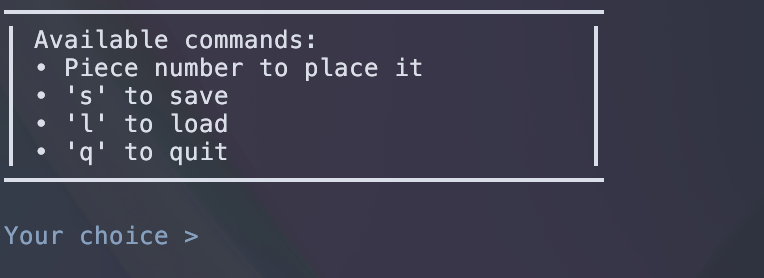 Available commands:
• Piece number to place it
• 's' to save
• 'l' to load
• 'q' to quit
Your choice >